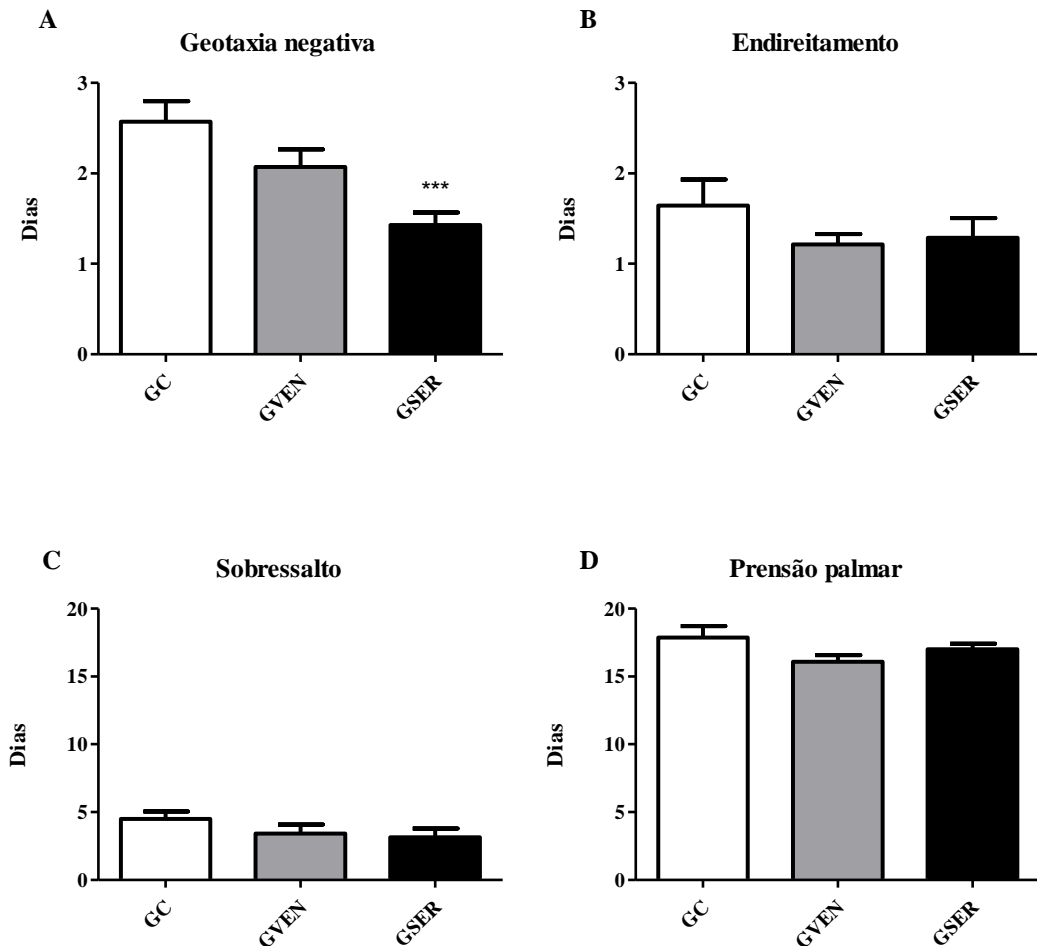 A
Geotaxia negativa
Dias
3
2
1
0
***
GC
GVEN
GSER
B
Endireitamento
Dias
3
2
1
0
GC
GVEN
GSER
C
Sobressalto
Dias
20
15
10
5
0
GC
GVEN
GSER
D
Prensão palmar
Dias
20
15
10
5
0
GC
GVEN
GSER